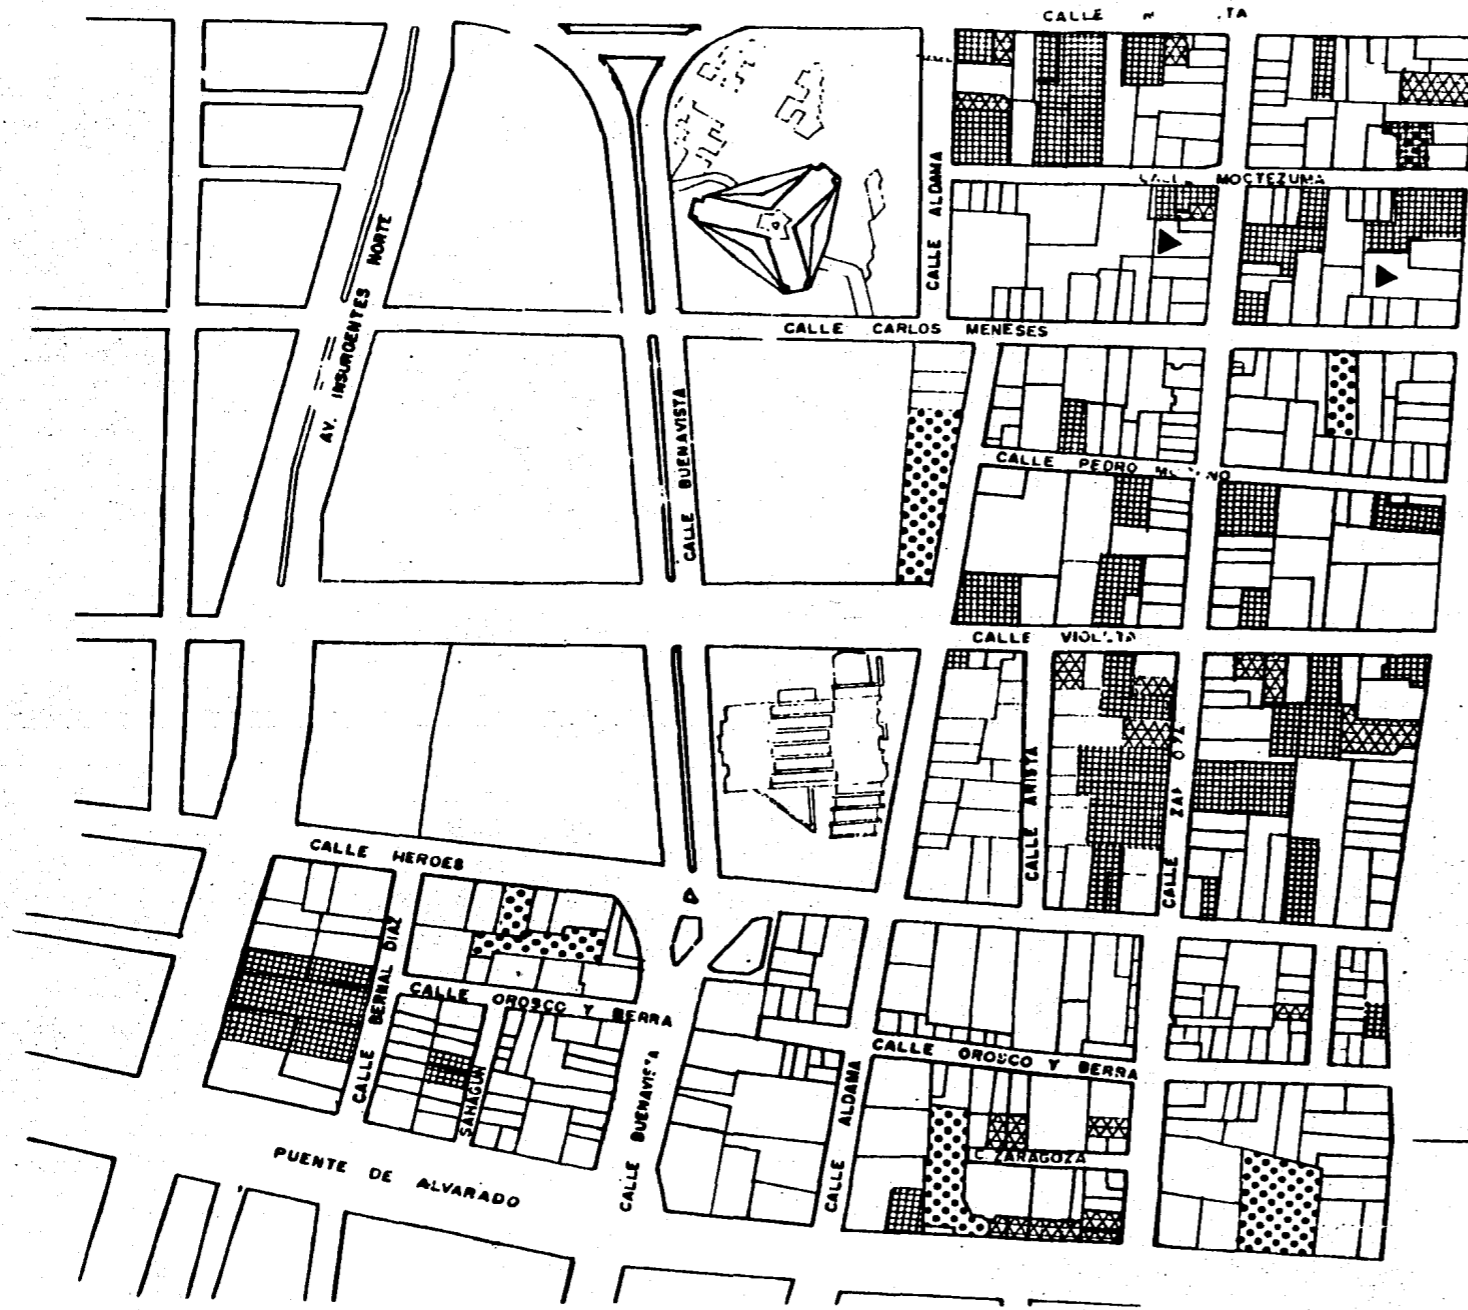 CALLE
CALLE MOCTEZUMA
CALLE ALDAMA
AV. INSURGENTES NORTE
CALLE CARLOS MENESES
CALLE BUENAVISTA
CALLE PEDRO
CALLE
CALLE ARISTA
CALLE
CALLE HEROES
CALLE BERNAL DIAZ
CALLE OROSCO Y BERRA
SAHAGUN
CALLE BUENAVISTA
CALLE ALDAMA
CALLE OROSCO Y BERRA
C. ZARAGOZA
PUENTE DE ALVARADO